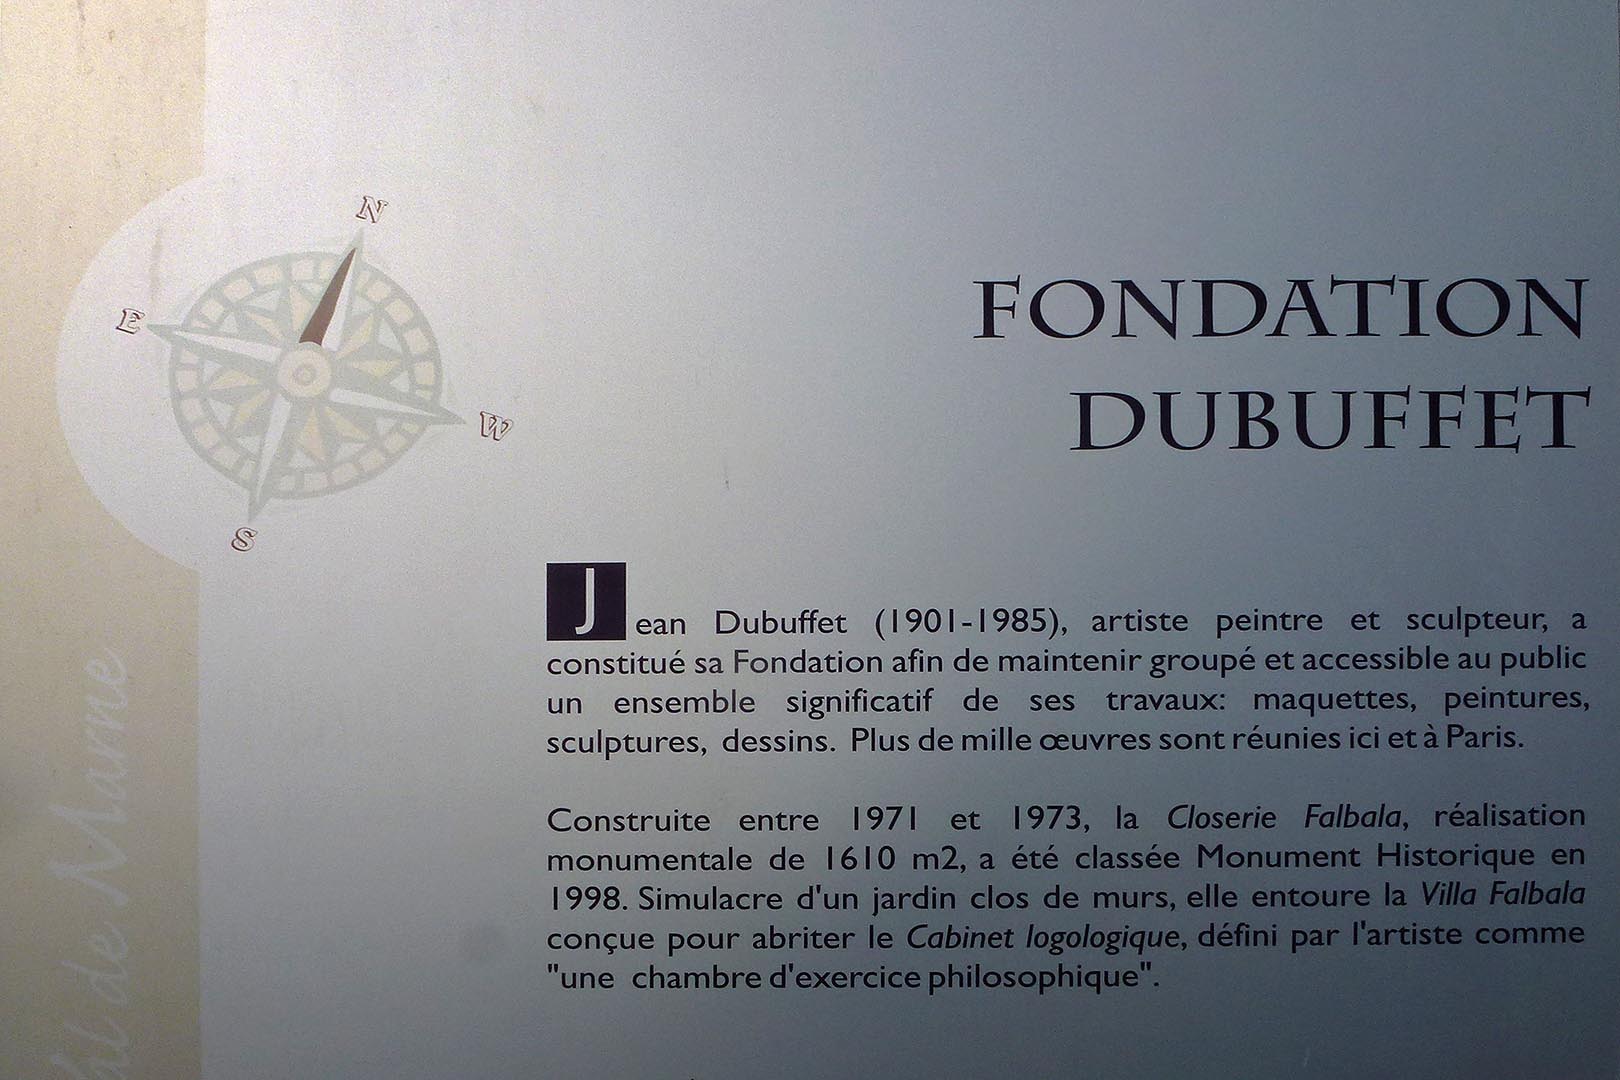 N
E
W
S
FONDATION
DUBUFFET
Jean Dubuffet (1901-1985), artiste peintre et sculpteur, a
constitué sa Fondation afin de maintenir groupé et accessible au public
un ensemble significatif de ses travaux: maquettes, peintures,
sculptures, dessins. Plus de mille œuvres sont réunies ici et à Paris.
Construite entre 1971 et 1973, la Closerie Falbala, réalisation
monumentale de 1610 m2, a été classée Monument Historique en
1998. Simulacre d'un jardin clos de murs, elle entoure la Villa Falbala
conçue pour abriter le Cabinet logologique, défini par l'artiste comme
"une chambre d'exercice philosophique".
de Marne